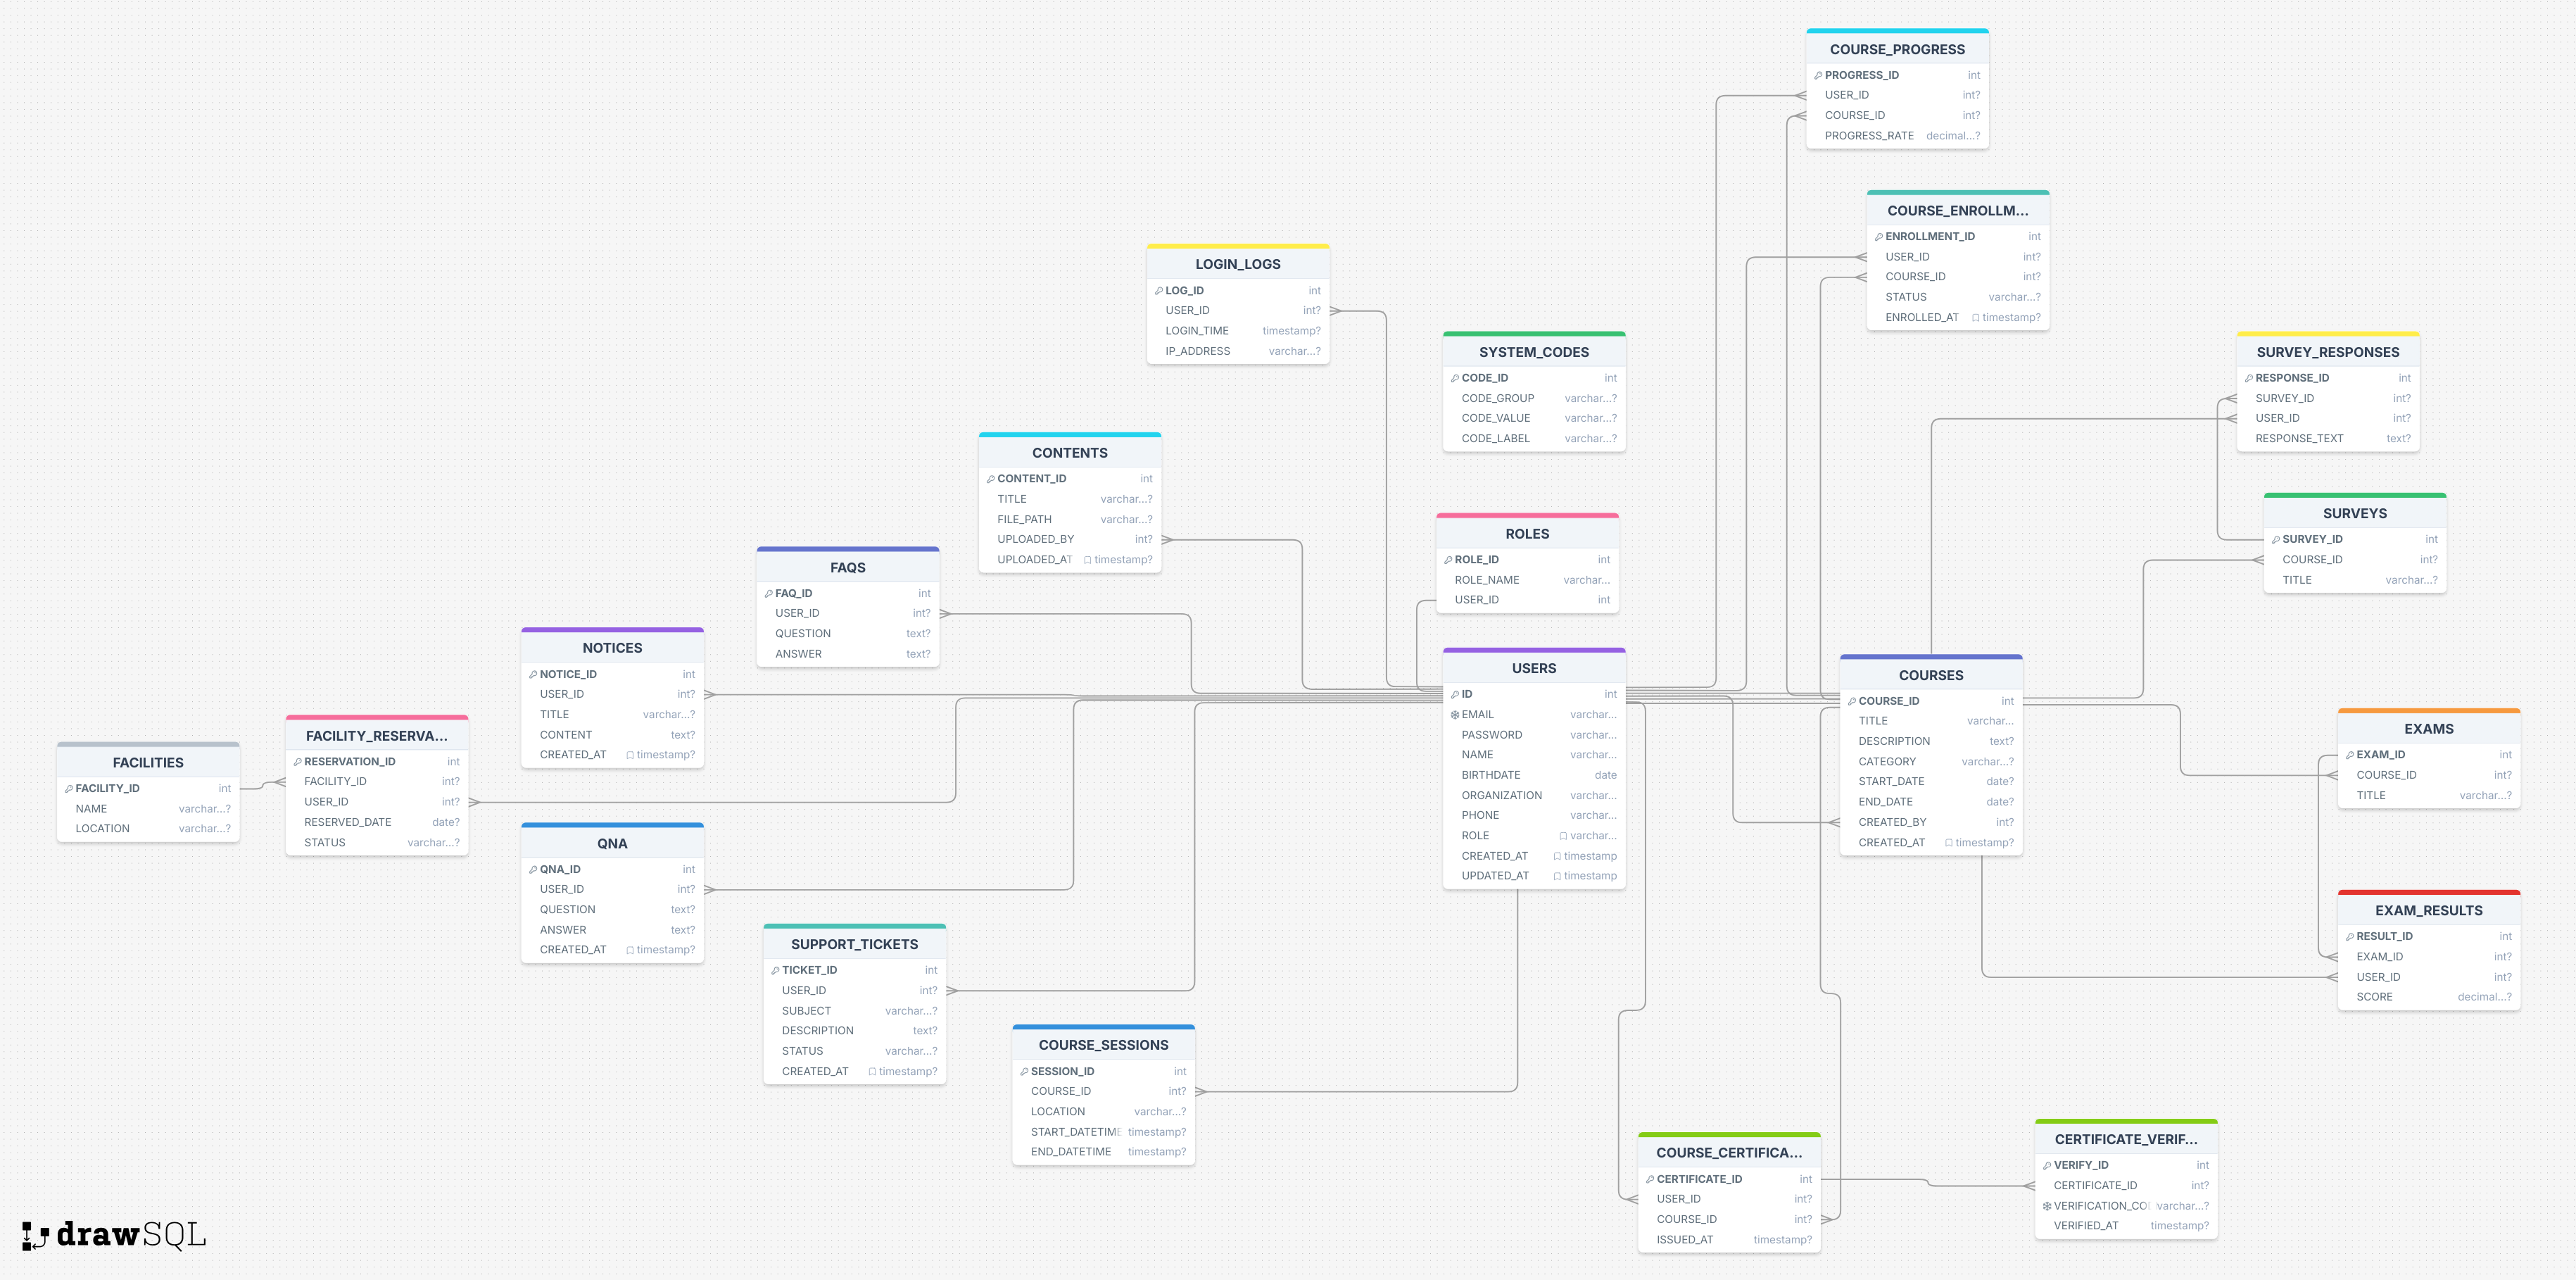 COURSE_PROGRESS
PROGRESS_ID int
USER_ID int?
COURSE_ID int?
PROGRESS_RATE decimal...?
COURSE_ENROLLM...
ENROLLMENT_ID int
USER_ID int?
COURSE_ID int?
STATUS varchar...?
ENROLLED_AT timestamp?
LOGIN_LOGS
LOG_ID int
USER_ID int?
LOGIN_TIME timestamp?
IP_ADDRESS varchar...?
SYSTEM_CODES
CODE_ID int
CODE_GROUP varchar...?
CODE_VALUE varchar...?
CODE_LABEL varchar...?
SURVEY_RESPONSES
RESPONSE_ID int
SURVEY_ID int?
USER_ID int?
RESPONSE_TEXT text?
CONTENTS
CONTENT_ID int
TITLE varchar...?
FILE_PATH varchar...?
UPLOADED_BY int?
UPLOADED_AT timestamp?
SURVEYS
SURVEY_ID int
COURSE_ID int?
TITLE varchar...?
ROLES
ROLE_ID int
ROLE_NAME varchar...
USER_ID int
FAQS
FAQ_ID int
USER_ID int?
QUESTION text?
ANSWER text?
NOTICES
NOTICE_ID int
USER_ID int?
TITLE varchar...?
CONTENT text?
CREATED_AT timestamp?
USERS
ID int
EMAIL varchar...
PASSWORD varchar...
NAME varchar...
BIRTHDATE date
ORGANIZATION varchar...
PHONE varchar...
ROLE varchar...
CREATED_AT timestamp
UPDATED_AT timestamp
COURSES
COURSE_ID int
TITLE varchar...
DESCRIPTION text?
CATEGORY varchar...?
START_DATE date?
END_DATE date?
CREATED_BY int?
CREATED_AT timestamp?
EXAMS
EXAM_ID int
COURSE_ID int?
TITLE varchar...?
FACILITY_RESERVA...
RESERVATION_ID int
FACILITY_ID int?
USER_ID int?
RESERVED_DATE date?
STATUS varchar...?
FACILITIES
FACILITY_ID int
NAME varchar...?
LOCATION varchar...?
QNA
QNA_ID int
USER_ID int?
QUESTION text?
ANSWER text?
CREATED_AT timestamp?
EXAM_RESULTS
RESULT_ID int
EXAM_ID int?
USER_ID int?
SCORE decimal...?
SUPPORT_TICKETS
TICKET_ID int
USER_ID int?
SUBJECT varchar...?
DESCRIPTION text?
STATUS varchar...?
CREATED_AT timestamp?
COURSE_SESSIONS
SESSION_ID int
COURSE_ID int?
LOCATION varchar...?
START_DATETIME timestamp?
END_DATETIME timestamp?
COURSE_CERTIFICA...
CERTIFICATE_ID int
USER_ID int?
COURSE_ID int?
ISSUED_AT timestamp?
CERTIFICATE_VERIF...
VERIFY_ID int
CERTIFICATE_ID int?
VERIFICATION_CO varchar...?
VERIFIED_AT timestamp?
drawSQL